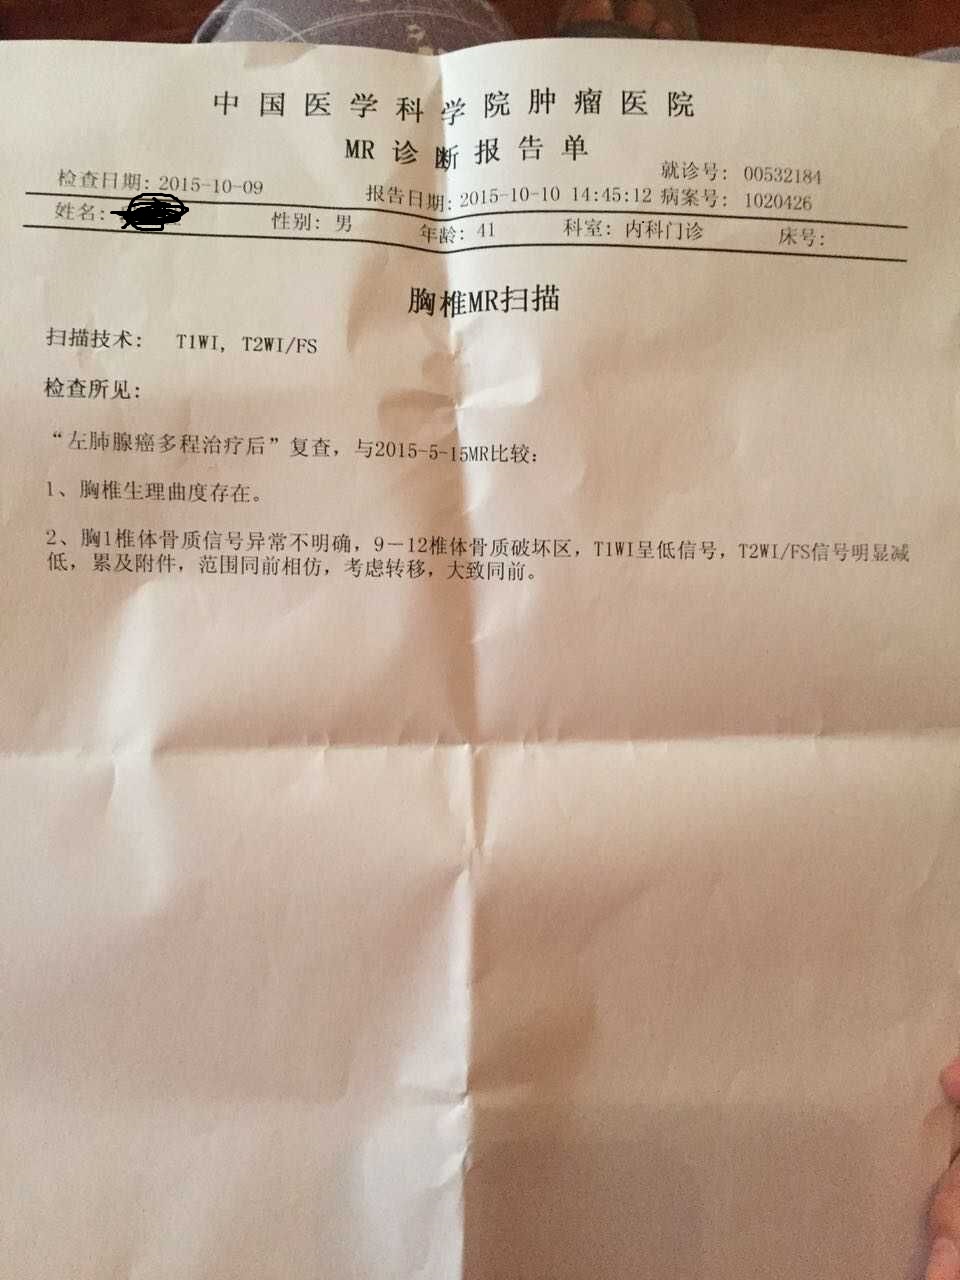 中国医学科学院肿瘤医院
MR诊断报告单
就诊号: 00532184
检查日期: 2015-10-09 报告日期: 2015-10-10 14:45:12 病案号: 1020426
姓名: 性别: 男 年龄: 41 科室: 内科门诊 床号:
胸椎MR扫描
扫描技术: T1WI, T2WI/FS
检查所见:
“左肺腺癌多程治疗后”复查，与2015-5-15MR比较:
1、胸椎生理曲度存在。
2、胸1椎体骨质信号异常不明确，9－12椎体骨质破坏区，T1WI呈低信号，T2WI/FS信号明显减
低，累及附件，范围同前相仿，考虑转移，大致同前。